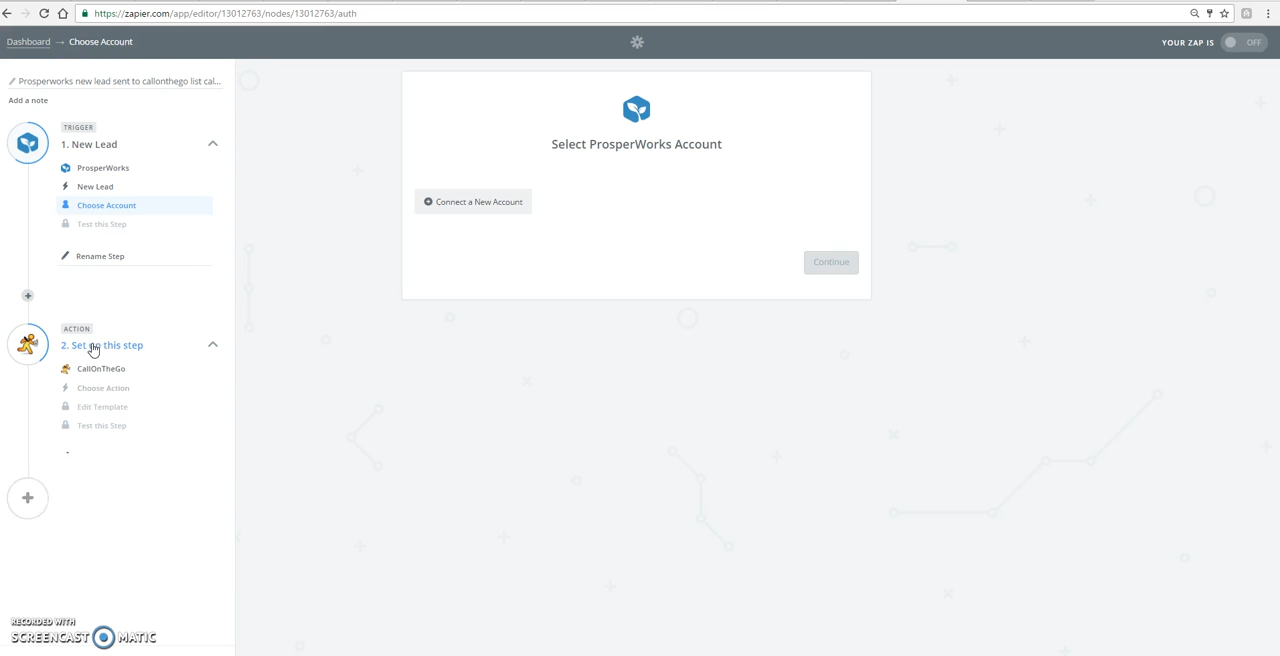 https://zapier.com/app/editor/13012763/nodes/13012763/auth
Dashboard → Choose Account
YOUR ZAP IS OFF
Prosperworks new lead sent to callonthego list cal...
Add a note
TRIGGER
1. New Lead
ProsperWorks
New Lead
Choose Account
Test this Step
Rename Step
ACTION
2. Set up this step
CallOnTheGo
Choose Action
Edit Template
Test this Step
Select ProsperWorks Account
Connect a New Account
Continue
RECORDED WITH
SCREENCAST MATIC